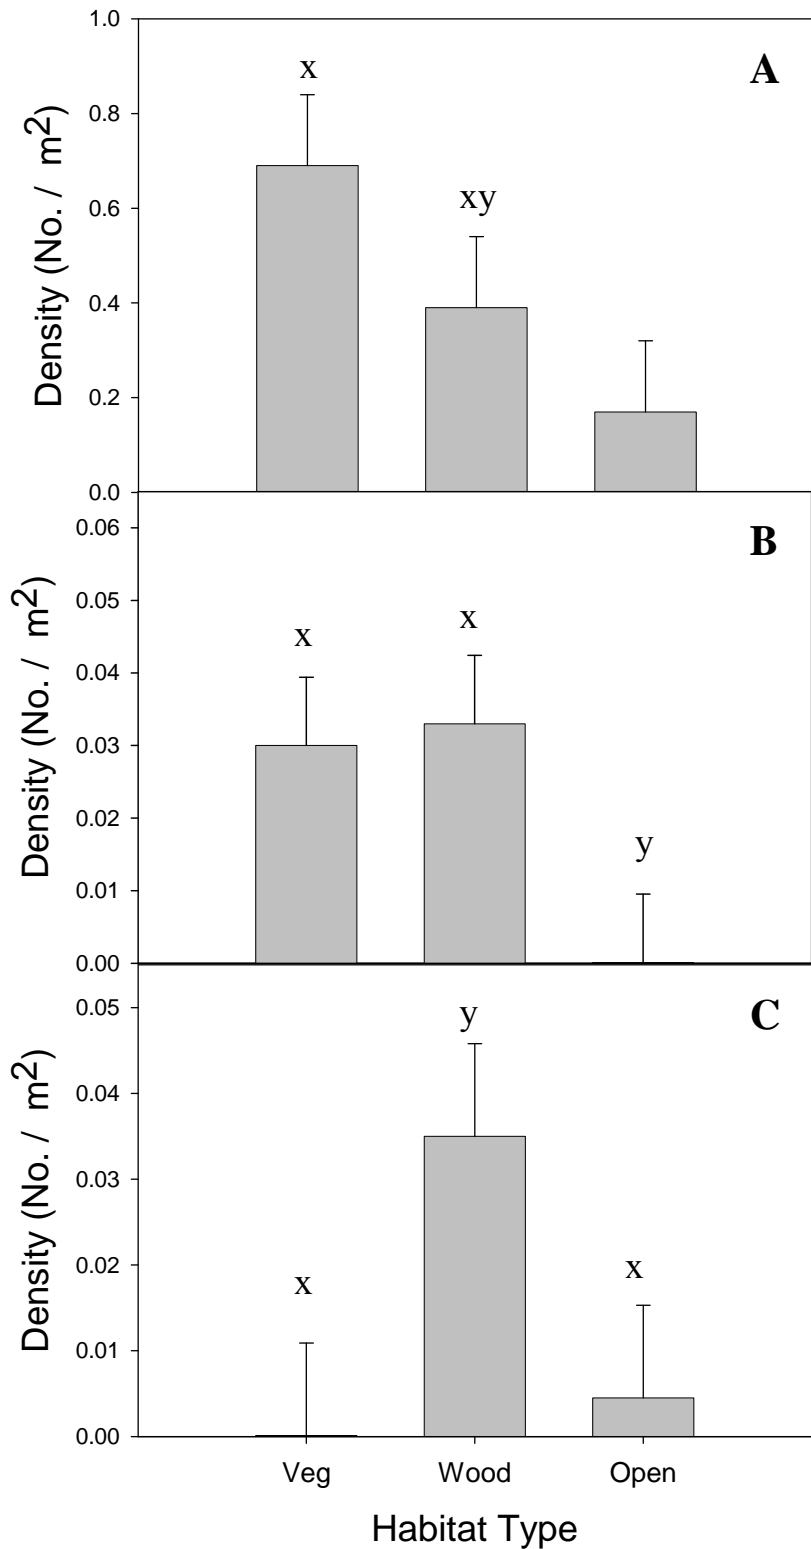 A
Density (No. / m2)
1.0
0.8
0.6
0.4
0.2
0.0
x
xy
B
Density (No. / m2)
0.06
0.05
0.04
0.03
0.02
0.01
0.00
x
x
y
C
Density (No. / m2)
0.05
0.04
0.03
0.02
0.01
0.00
x
y
x
Veg Wood Open
Habitat Type